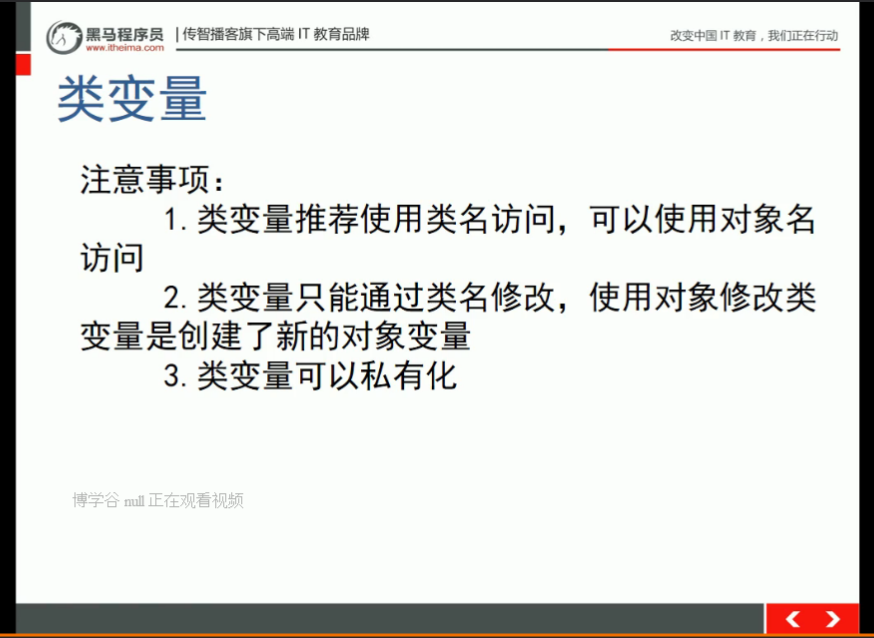 黑马程序员 | 传智播客旗下高端 IT 教育品牌
www.itheima.com
改变中国 IT 教育，我们正在行动
类变量
注意事项：
1. 类变量推荐使用类名访问，可以使用对象名
访问
2. 类变量只能通过类名修改，使用对象修改类
变量是创建了新的对象变量
3. 类变量可以私有化
博学谷 null 正在观看视频